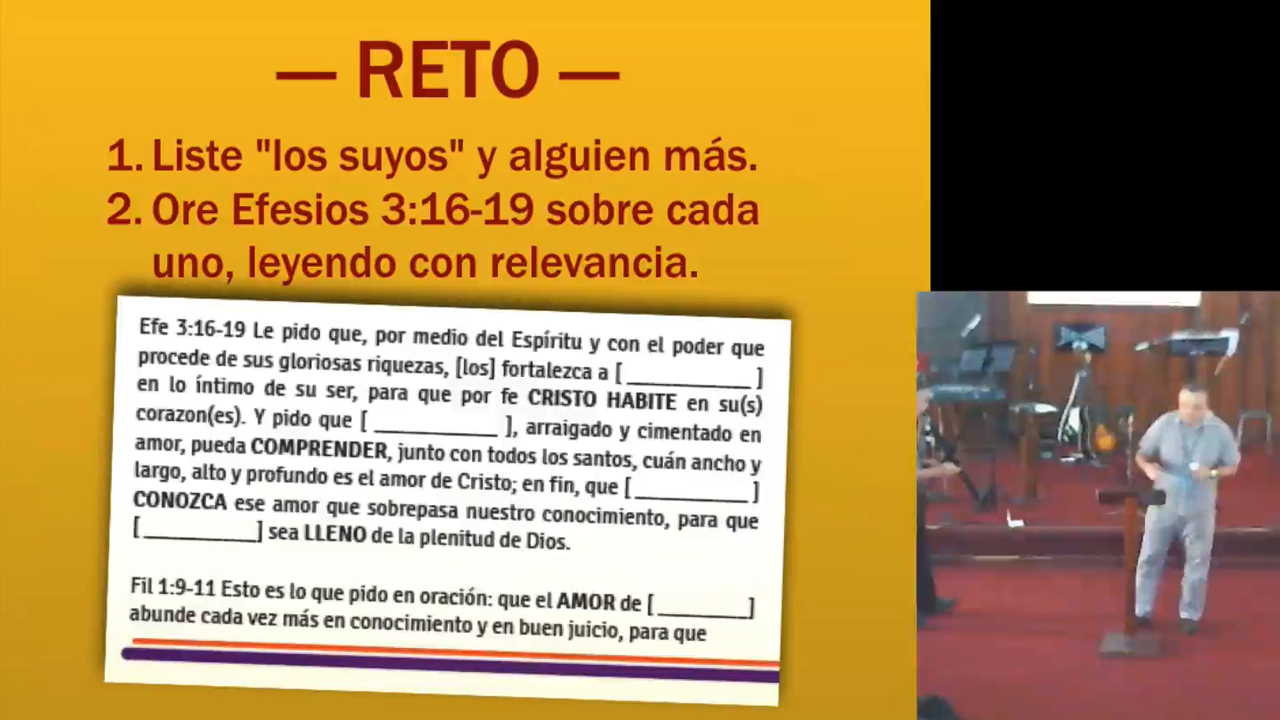 — RETO —
1. Liste "los suyos" y alguien más.
2. Ore Efesios 3:16-19 sobre cada
uno, leyendo con relevancia.
Efe 3:16-19 Le pido que, por medio del Espíritu y con el poder que
procede de sus gloriosas riquezas, [los] fortalezca a [____________]
en lo íntimo de su ser, para que por fe CRISTO HABITE en su(s)
corazon(es). Y pido que [____________], arraigado y cimentado en
amor, pueda COMPRENDER, junto con todos los santos, cuán ancho y
largo, alto y profundo es el amor de Cristo; en fin, que [___________]
CONOZCA ese amor que sobrepasa nuestro conocimiento, para que
[___________] sea LLENO de la plenitud de Dios.
Fil 1:9-11 Esto es lo que pido en oración: que el AMOR de [_________]
abunde cada vez más en conocimiento y en buen juicio, para que